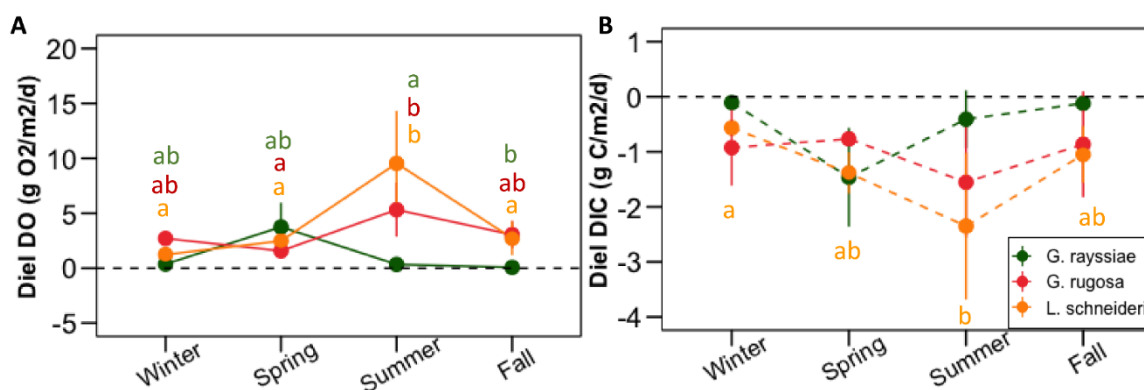 A
Diel DO (g O2/m2/d)
20
15
10
5
0
-5
ab
ab
a
ab
a
a
a
b
b
b
ab
a
Winter
Spring
Summer
Fall
B
Diel DIC (g C/m2/d)
1
0
-1
-2
-3
-4
a
ab
b
ab
G. rayssiae
G. rugosa
L. schneideri
Winter
Spring
Summer
Fall